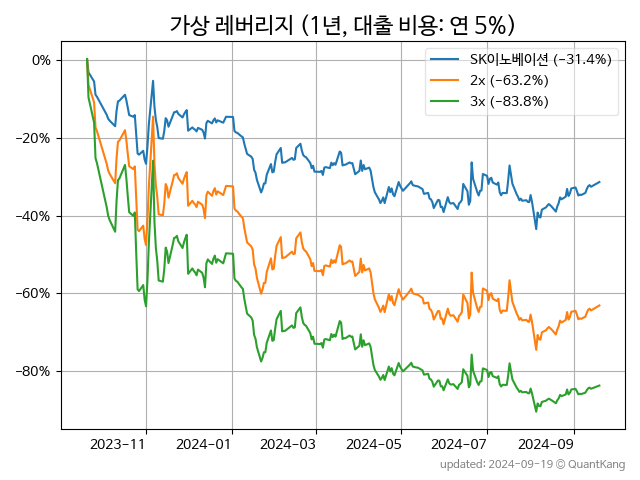 가상 레버리지 (1년, 대출 비용: 연 5%)
SK이노베이션 (−31.4%)
2x (−63.2%)
3x (−83.8%)
0%
−20%
−40%
−60%
−80%
2023−11 2024−01 2024−03 2024−05 2024−07 2024−09
updated: 2024−09−19 © QuantKang